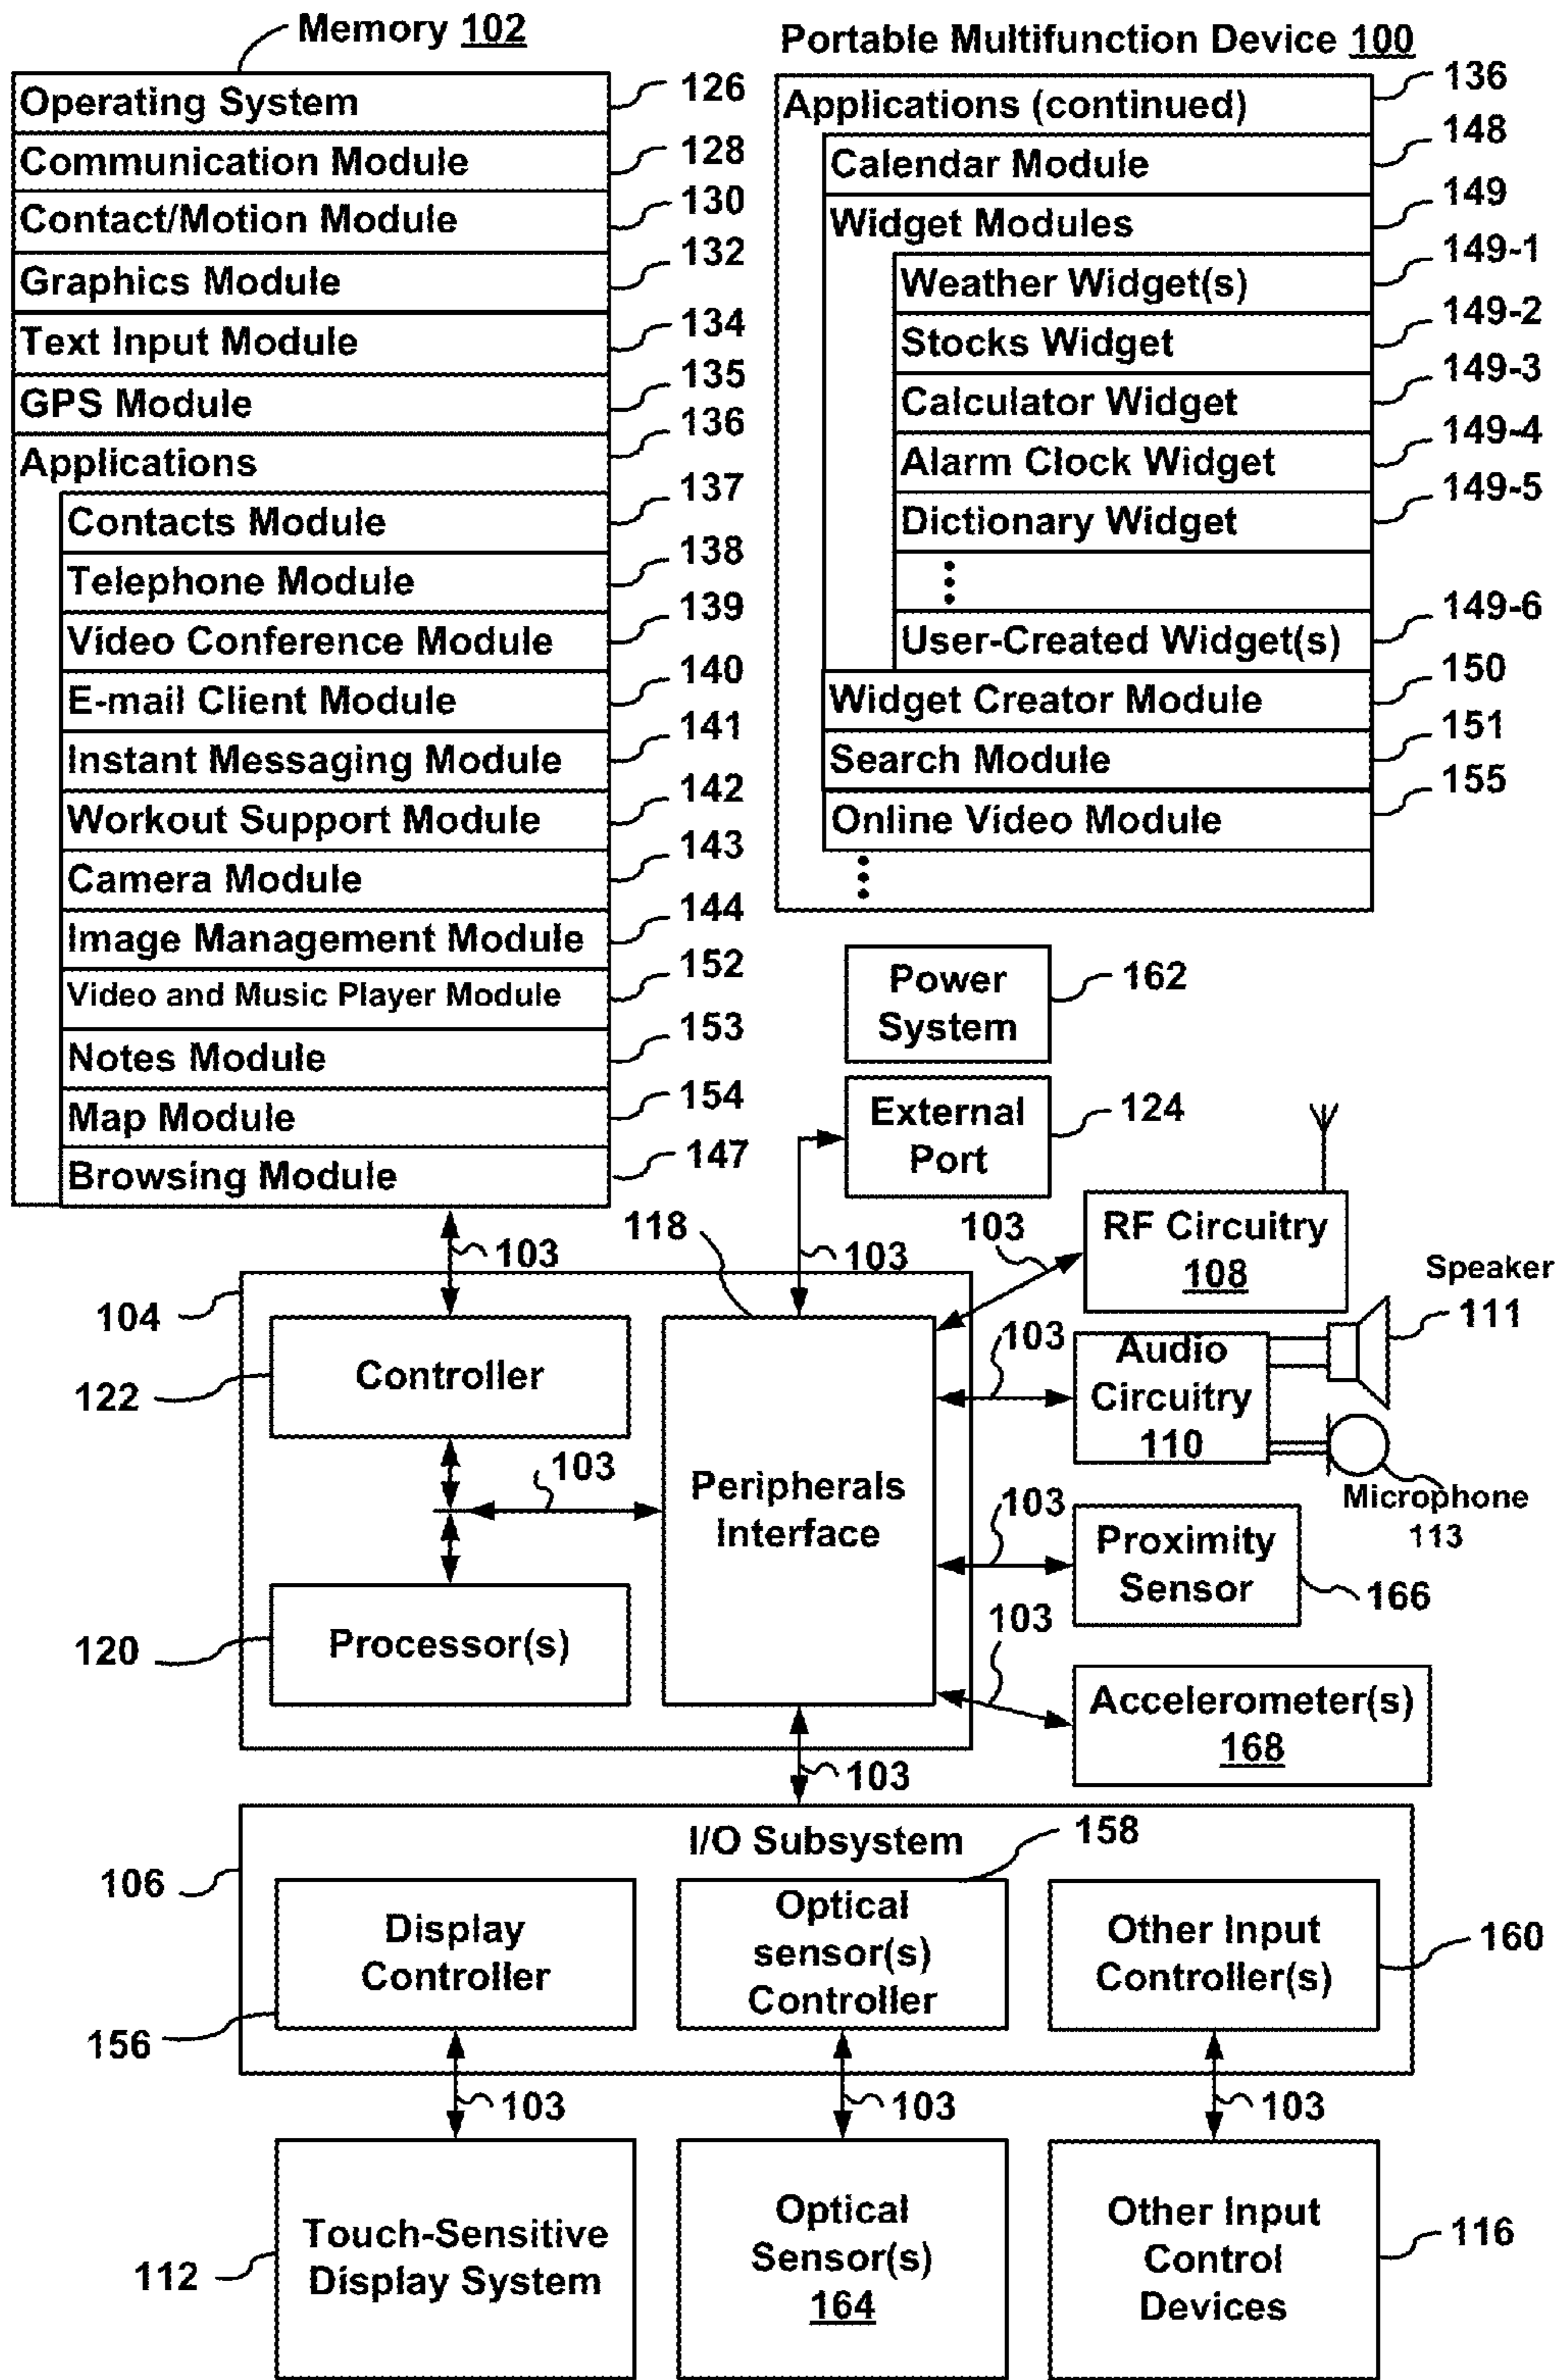 Memory 102
Operating System 126
Communication Module 128
Contact/Motion Module 130
Graphics Module 132
Text Input Module 134
GPS Module 135
Applications 136
Contacts Module 137
Telephone Module 138
Video Conference Module 139
E-mail Client Module 140
Instant Messaging Module 141
Workout Support Module 142
Camera Module 143
Image Management Module 144
Video and Music Player Module 152
Notes Module 153
Map Module 154
Browsing Module 147
Portable Multifunction Device 100
Applications (continued) 136
Calendar Module 148
Widget Modules 149
Weather Widget(s) 149-1
Stocks Widget 149-2
Calculator Widget 149-3
Alarm Clock Widget 149-4
Dictionary Widget 149-5
User-Created Widget(s) 149-6
Widget Creator Module 150
Search Module 151
Online Video Module 155
Power
System
162
External
Port
124
103
118
103
103
RF Circuitry
108
Speaker
111
104
Controller
122
103
Audio
Circuitry
110
Microphone
113
103
Peripherals
Interface
103
Proximity
Sensor
166
Processor(s)
120
103
Accelerometer(s)
168
103
I/O Subsystem
106
158
Display
Controller
156
Optical
sensor(s)
Controller
Other Input
Controller(s)
160
103
103
103
Touch-Sensitive
Display System
112
Optical
Sensor(s)
164
Other Input
Control
Devices
116